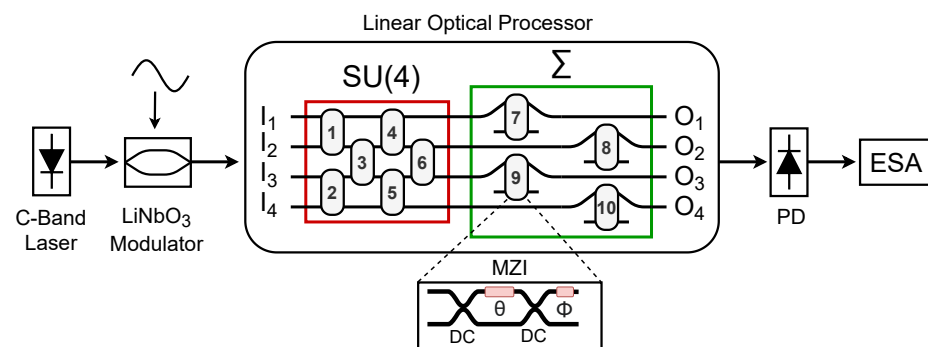 Linear Optical Processor
SU(4)
Σ
I₁
I₂
I₃
I₄
1
2
3
4
5
6
7
8
9
10
O₁
O₂
O₃
O₄
C-Band
Laser
LiNbO₃
Modulator
PD
ESA
MZI
θ
Φ
DC
DC